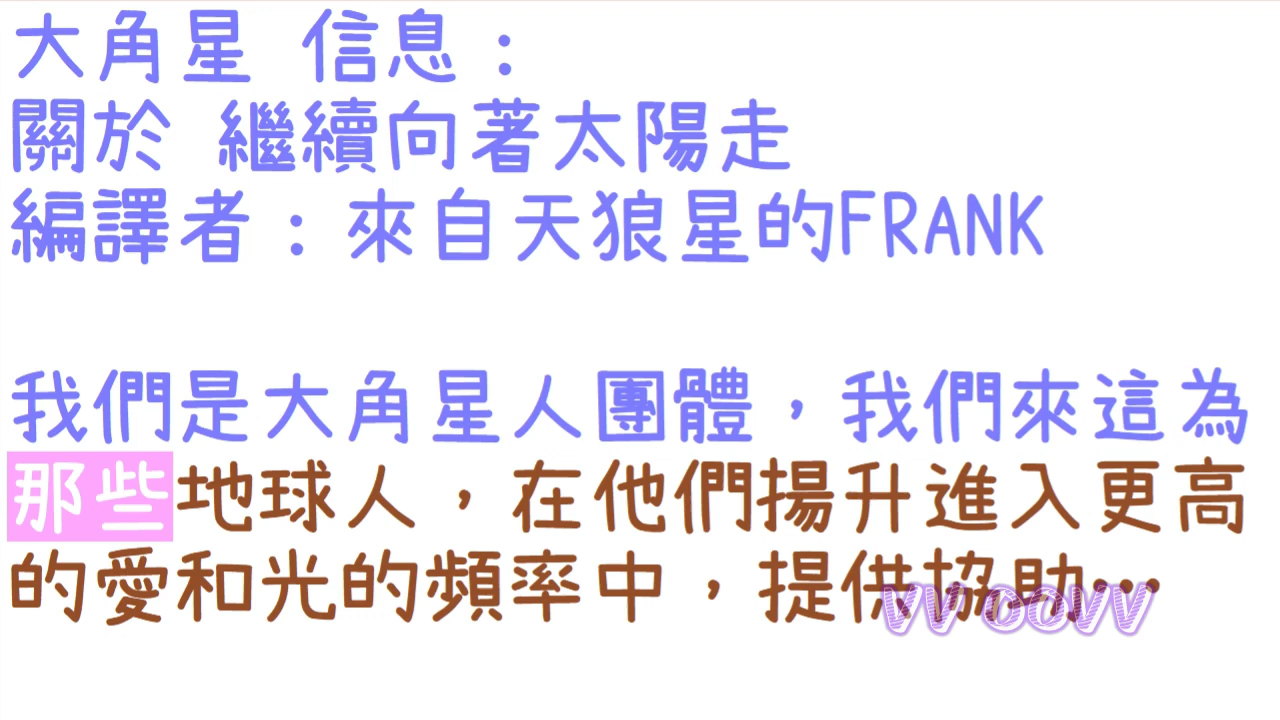 大角星 信息：
關於 繼續向著太陽走
編譯者：來自天狼星的FRANK
我們是大角星人團體，我們來這為
那些地球人，在他們揚升進入更高
的愛和光的頻率中，提供協助…
vv oovv